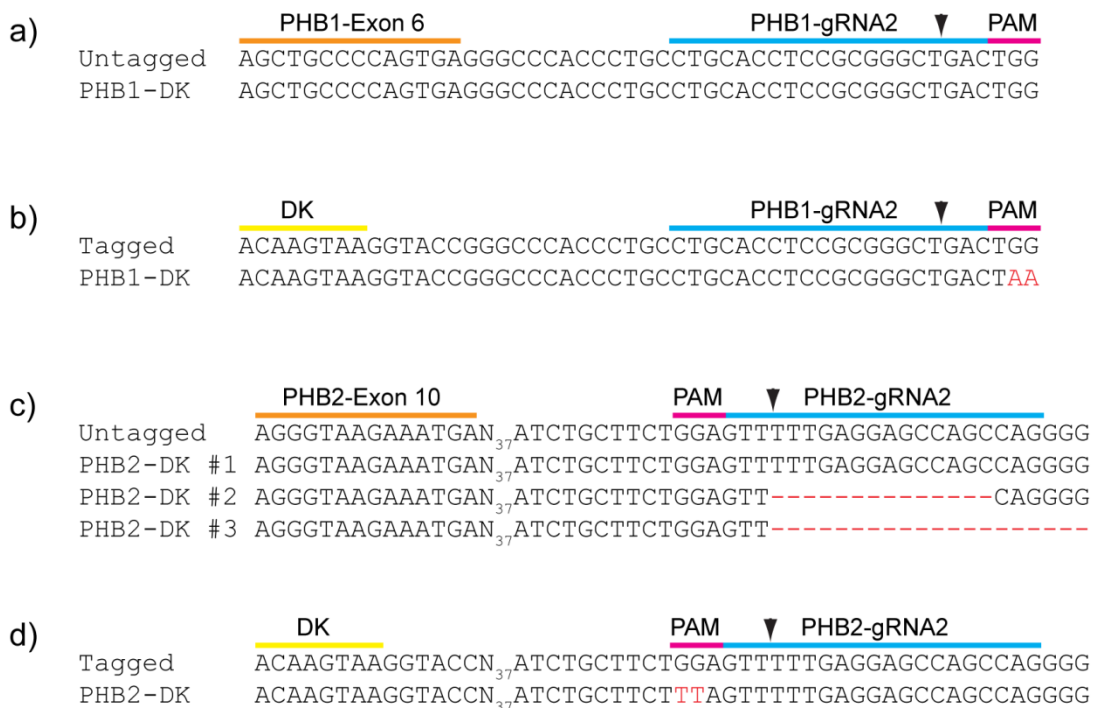 a) PHB1-Exon 6 PHB1-gRNA2 PAM
Untagged AGCTGCCCCAGTGAGGGCCCACCCTGCCTGCACCTCCGCGGGCTGACTGG
PHB1-DK AGCTGCCCCAGTGAGGGCCCACCCTGCCTGCACCTCCGCGGGCTGACTGG
b) DK PHB1-gRNA2 PAM
Tagged ACAAGTAAGGTACCGGGCCCACCCTGCCTGCACCTCCGCGGGCTGACTGG
PHB1-DK ACAAGTAAGGTACCGGGCCCACCCTGCCTGCACCTCCGCGGGCTGACTAA
c) PHB2-Exon 10 PAM PHB2-gRNA2
Untagged AGGGTAAGAAATGAN37ATCTGCTTCTGGAGTTTTTGAGGAGCCAGCCAGGGG
PHB2-DK #1 AGGGTAAGAAATGAN37ATCTGCTTCTGGAGTTTTTGAGGAGCCAGCCAGGGG
PHB2-DK #2 AGGGTAAGAAATGAN37ATCTGCTTCTGGAGTT--------------CAGGGG
PHB2-DK #3 AGGGTAAGAAATGAN37ATCTGCTTCTGGAGTT--------------------
d) DK PAM PHB2-gRNA2
Tagged ACAAGTAAGGTACCN37ATCTGCTTCTGGAGTTTTTGAGGAGCCAGCCAGGGG
PHB2-DK ACAAGTAAGGTACCN37ATCTGCTTCTTTAGTTTTTGAGGAGCCAGCCAGGGG